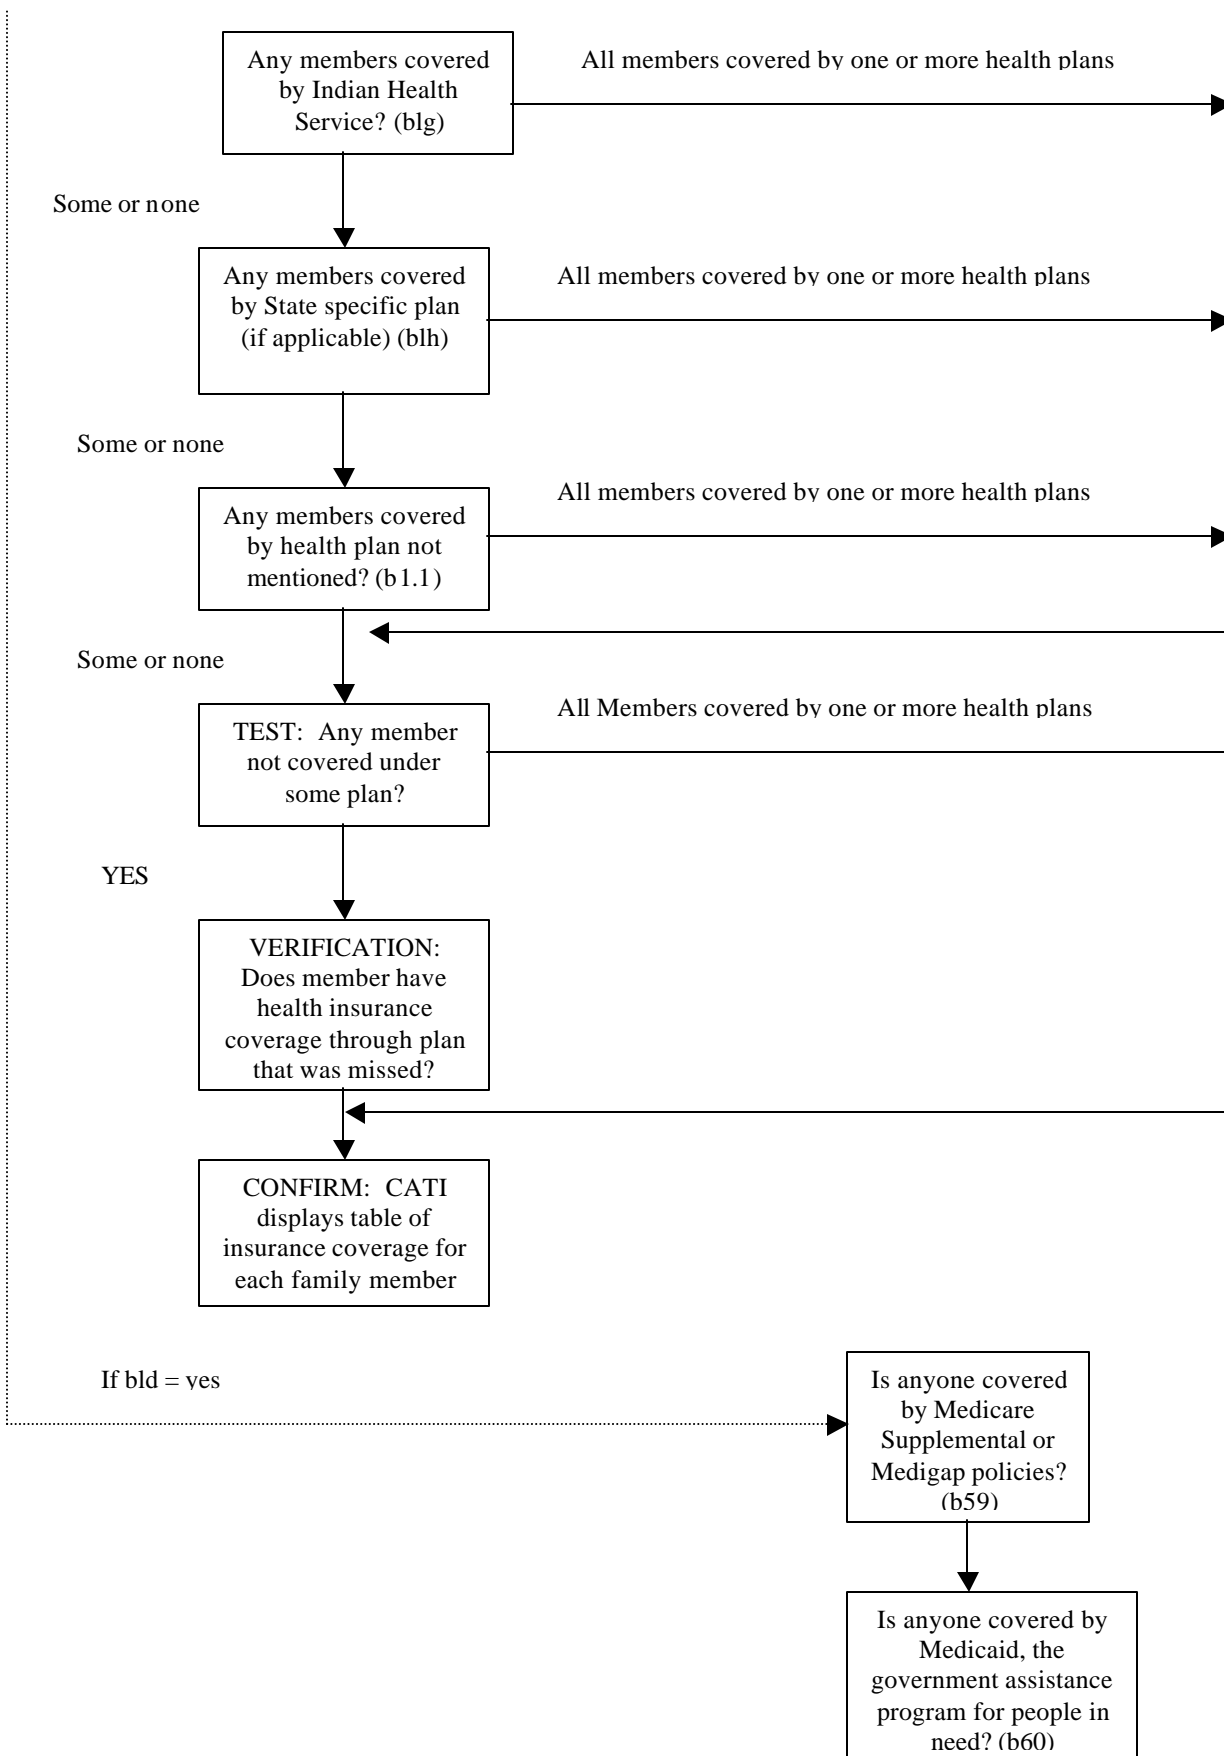 Any members covered
by Indian Health
Service? (blg)
All members covered by one or more health plans
Some or none
Any members covered
by State specific plan
(if applicable) (blh)
All members covered by one or more health plans
Some or none
Any members covered
by health plan not
mentioned? (b1.1)
All members covered by one or more health plans
Some or none
TEST: Any member
not covered under
some plan?
All Members covered by one or more health plans
YES
VERIFICATION:
Does member have
health insurance
coverage through plan
that was missed?
CONFIRM: CATI
displays table of
insurance coverage for
each family member
If bld = yes
Is anyone covered
by Medicare
Supplemental or
Medigap policies?
(b59)
Is anyone covered by
Medicaid, the
government assistance
program for people in
need? (b60)